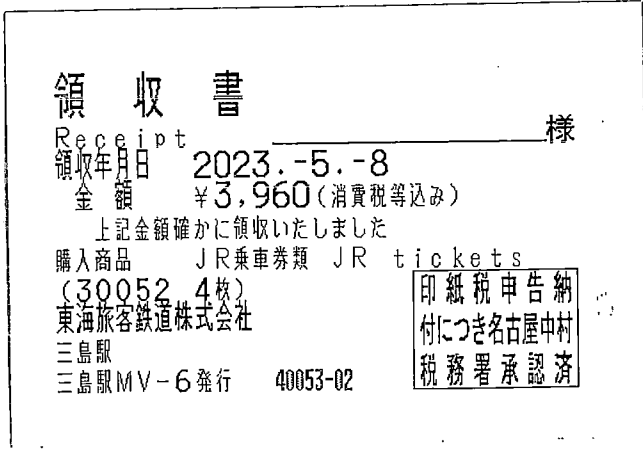 領収書
Receipt 様
領収年月日 2023.-5.-8
金額 ¥3,960(消費税等込み)
上記金額確かに領収いたしました
購入商品 JR乗車券類 JR tickets
(30052 4枚)
東海旅客鉄道株式会社
三島駅
三島駅MV-6発行 40053-02
印紙税申告納
付につき名古屋中村
税務署承認済